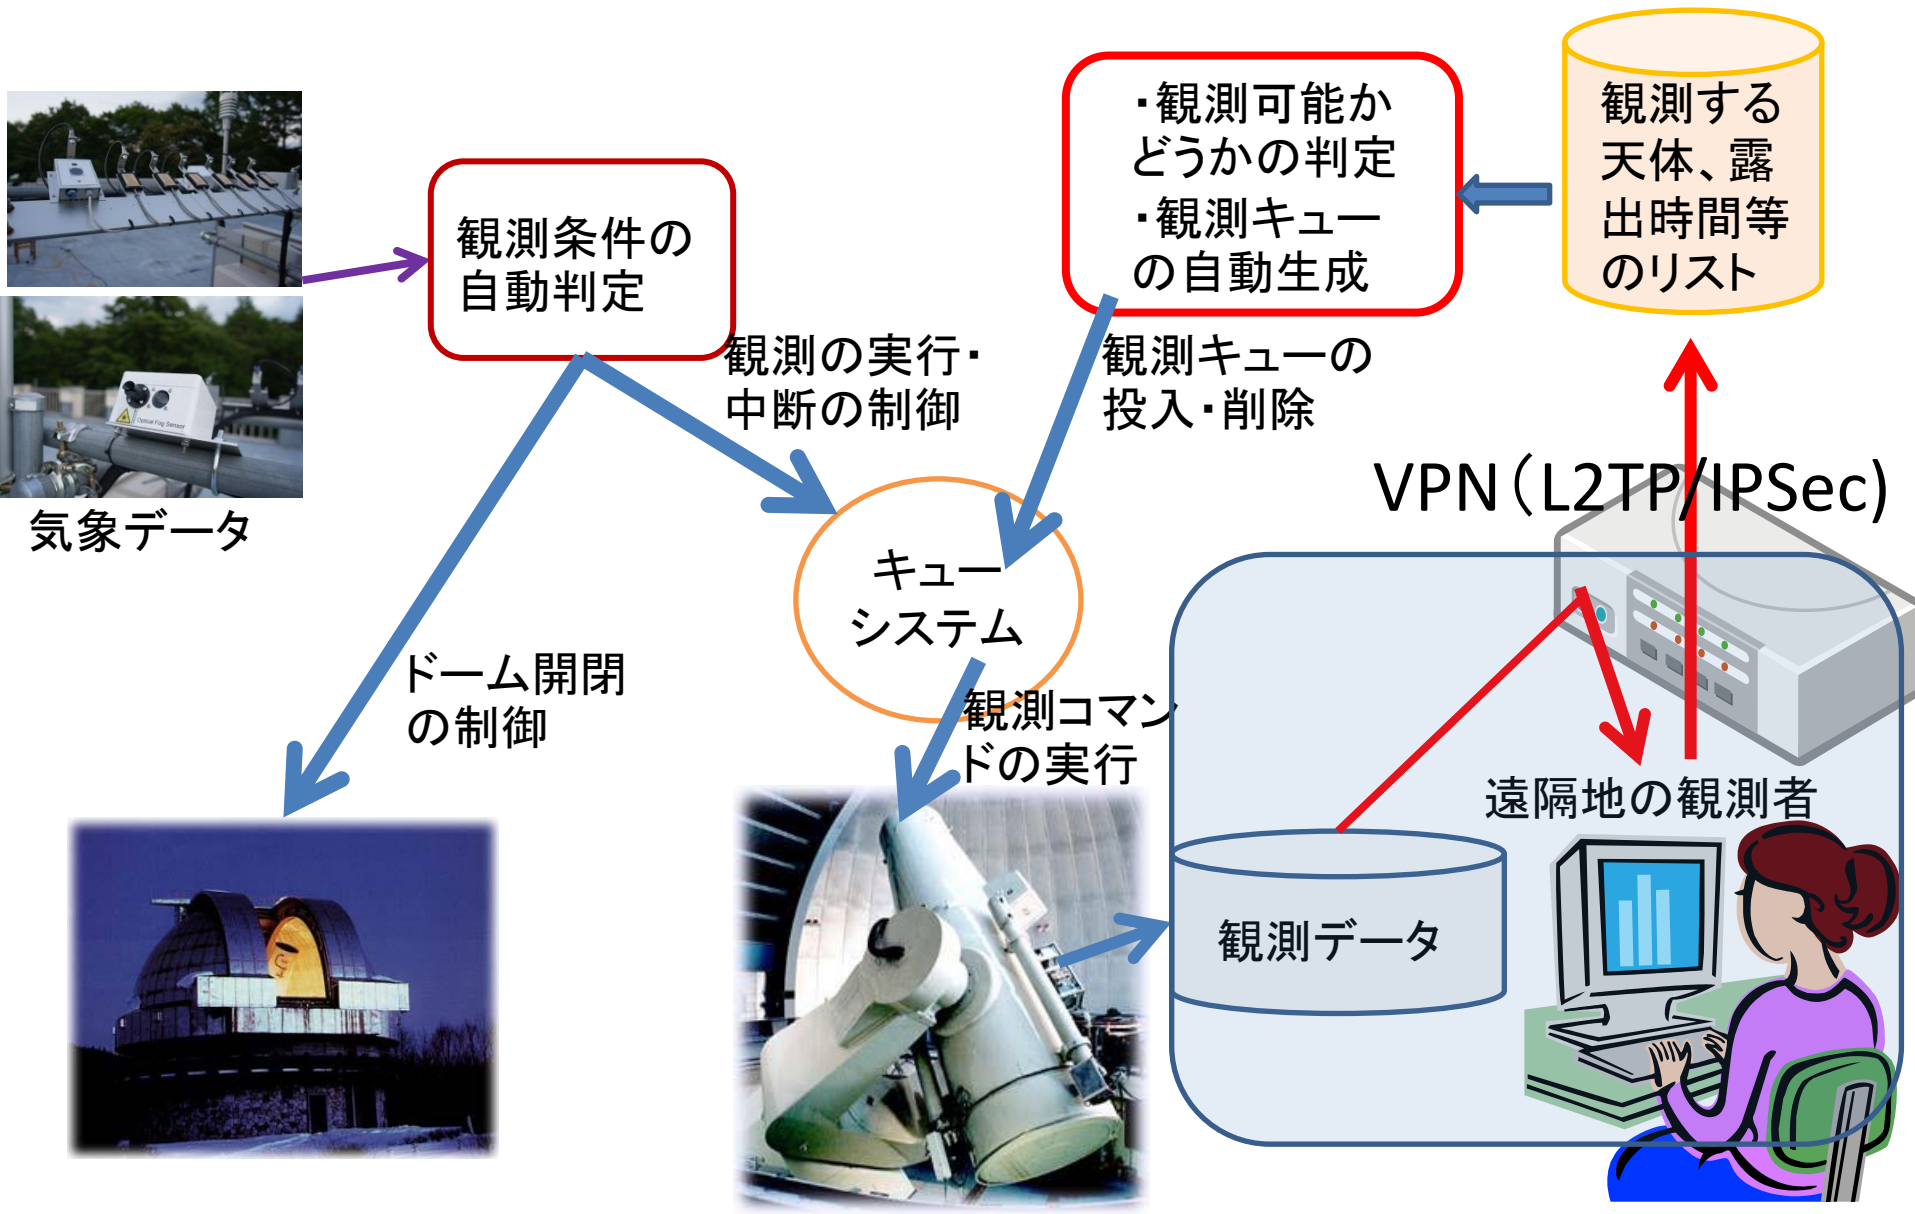 気象データ
Optical Fog Sensor
観測条件の
自動判定
観測の実行・
中断の制御
ドーム開閉
の制御
・観測可能か
どうかの判定
・観測キュー
の自動生成
観測キューの
投入・削除
観測する
天体、露
出時間等
のリスト
キュー
システム
観測コマン
ドの実行
VPN（L2TP/IPSec)
遠隔地の観測者
観測データ